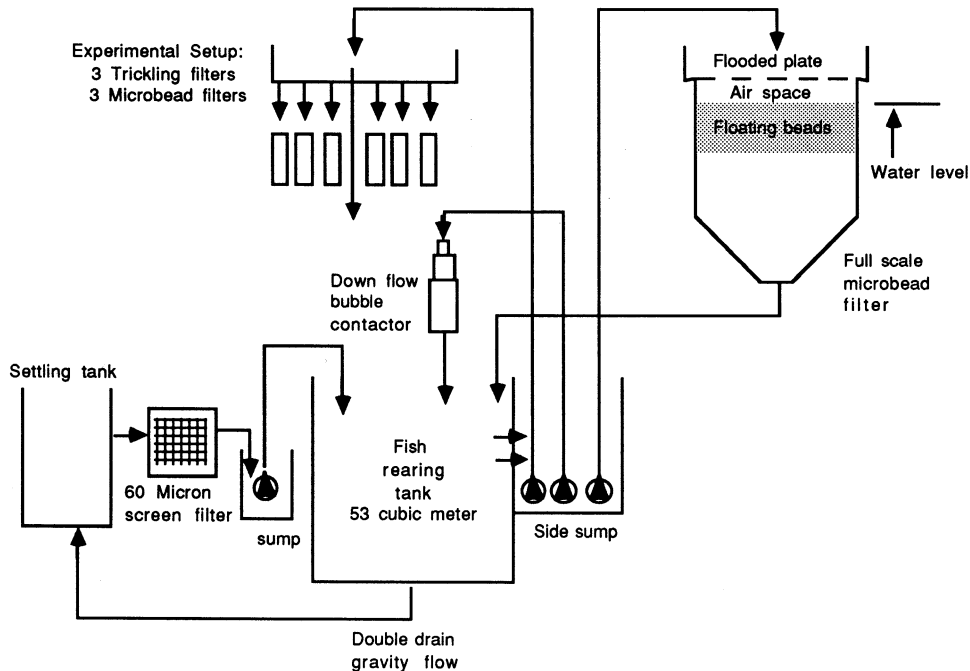 Experimental Setup:
3 Trickling filters
3 Microbead filters
Flooded plate
Air space
Floating beads
Water level
Full scale
microbead
filter
Down flow
bubble
contactor
Settling tank
60 Micron
screen filter
sump
Fish
rearing
tank
53 cubic meter
Side sump
Double drain
gravity flow